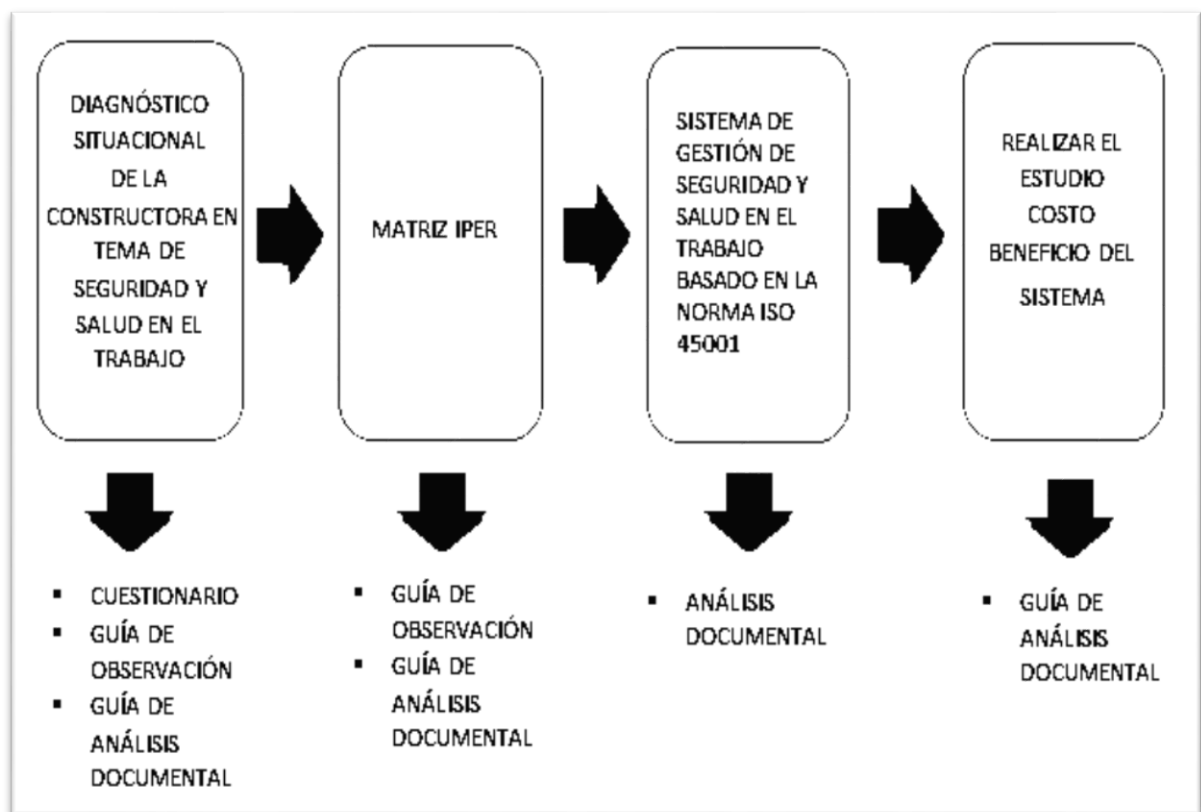 DIAGNÓSTICO
SITUACIONAL
DE LA
CONSTRUCTORA EN
TEMA DE
SEGURIDAD Y
SALUD EN EL
TRABAJO
MATRIZ IPER
SISTEMA DE
GESTIÓN DE
SEGURIDAD Y
SALUD EN EL
TRABAJO
BASADO EN LA
NORMA ISO
45001
REALIZAR EL
ESTUDIO
COSTO
BENEFICIO DEL
SISTEMA
▪ CUESTIONARIO
▪ GUÍA DE
OBSERVACIÓN
▪ GUÍA DE
ANÁLISIS
DOCUMENTAL
▪ GUÍA DE
OBSERVACIÓN
▪ GUÍA DE
ANÁLISIS
DOCUMENTAL
▪ ANÁLISIS
DOCUMENTAL
▪ GUÍA DE
ANÁLISIS
DOCUMENTAL